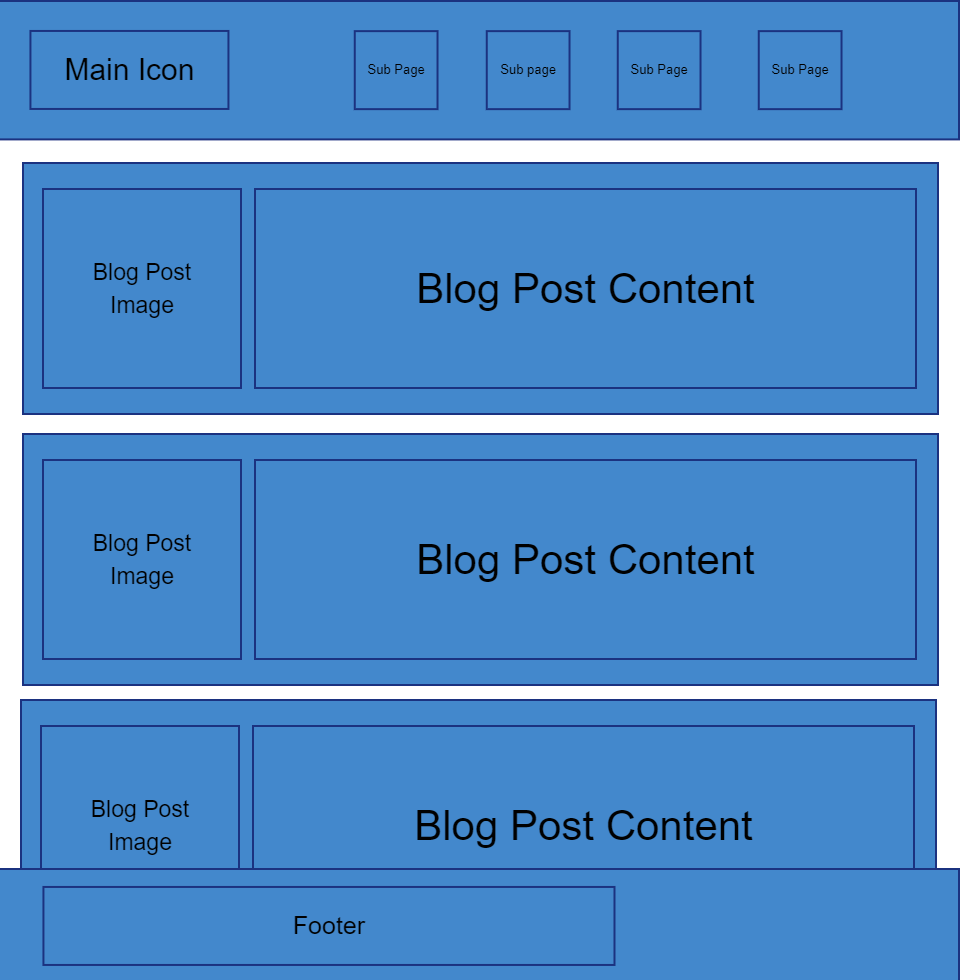 Main Icon
Sub Page
Sub page
Sub Page
Sub Page
Blog Post
Image
Blog Post Content
Blog Post
Image
Blog Post Content
Blog Post
Image
Blog Post Content
Footer